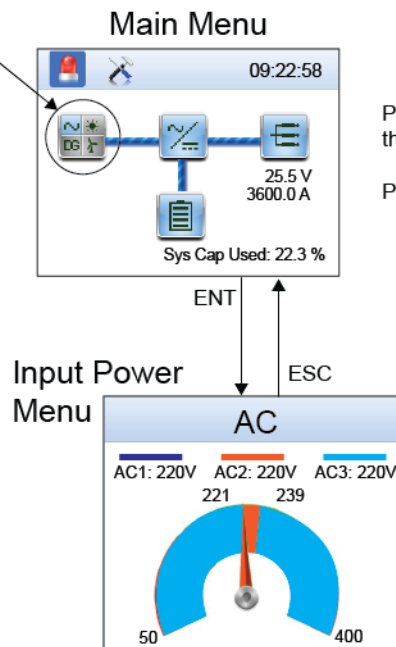 Main Menu
09:22:58
DG
25.5 V
3600.0 A
Sys Cap Used: 22.3 %
P
th
P
ENT
ESC
Input Power
Menu
AC
AC1: 220V AC2: 220V AC3: 220V
221 239
50 400